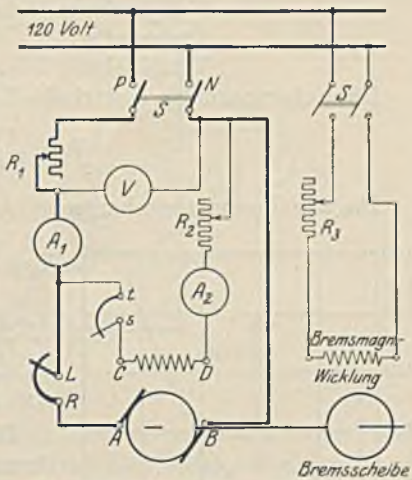 120 Volt
P N
S
S
R₁
V
R₂
R₃
A₁
A₂
t
s
C D
L
R
A B
Bremsmagn.-
Wicklung
Bremsscheibe